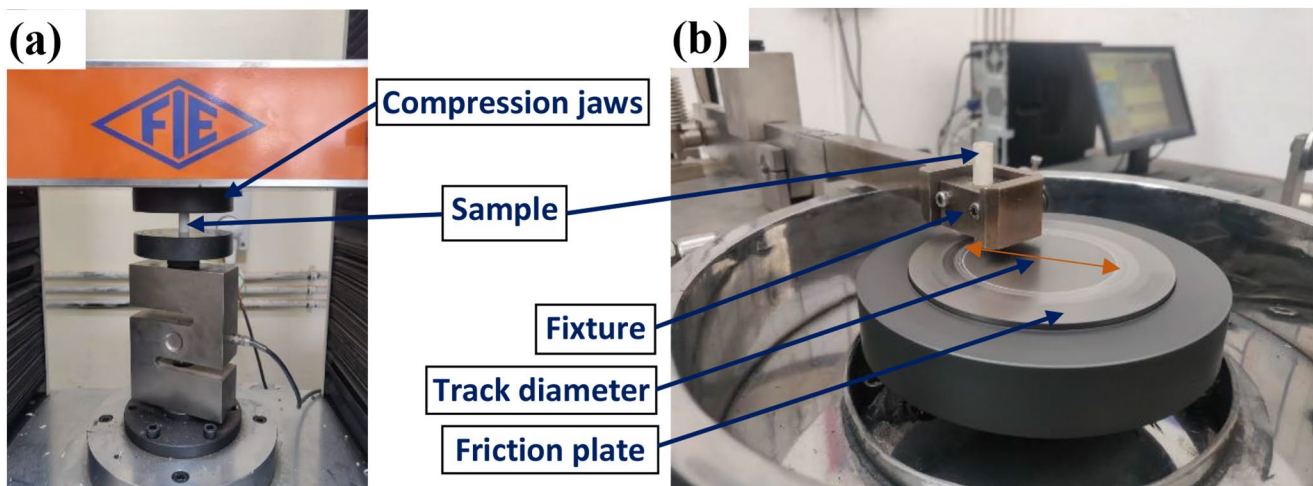 (a)
FIE
Compression jaws
Sample
Fixture
Track diameter
Friction plate
(b)